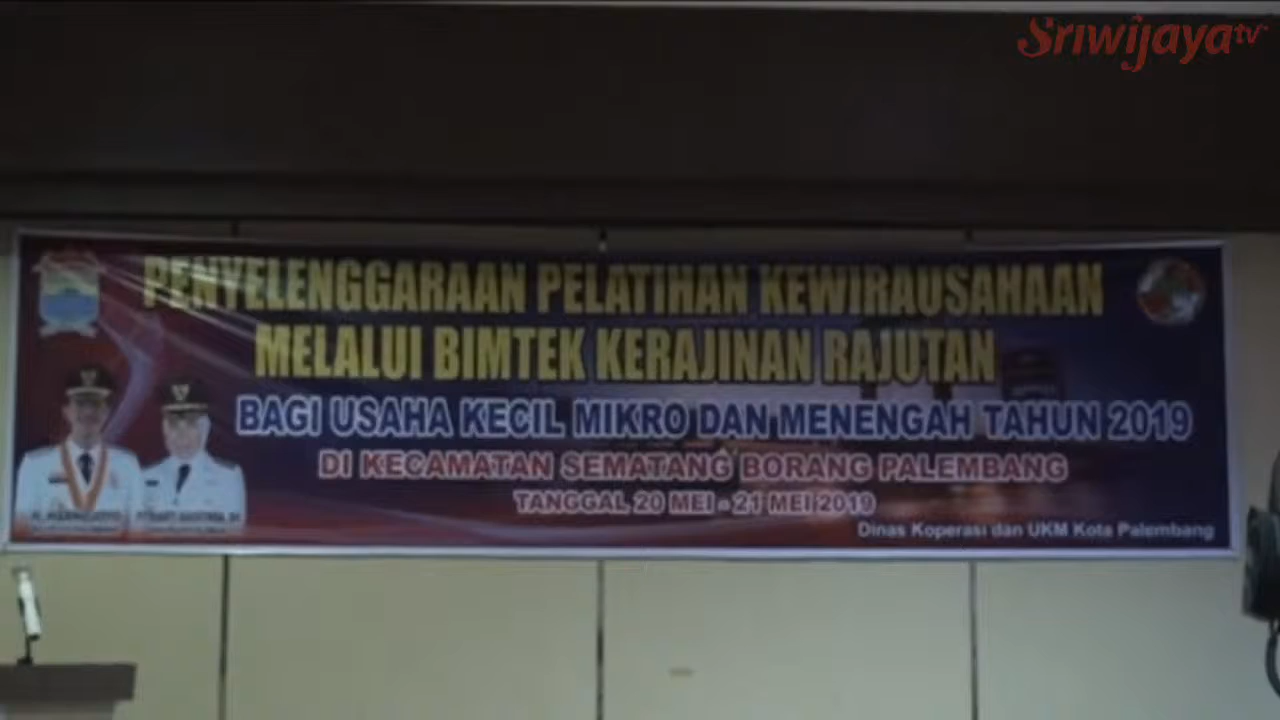 Sriwijaya tv
PENYELENGGARAAN PELATIHAN KEWIRAUSAHAAN
MELALUI BIMTEK KERAJINAN RAJUTAN
BAGI USAHA KECIL MIKRO DAN MENENGAH TAHUN 2019
DI KECAMATAN SEMATANG BORANG PALEMBANG
TANGGAL 20 MEI - 21 MEI 2019
Dinas Koperasi dan UKM Kota Palembang